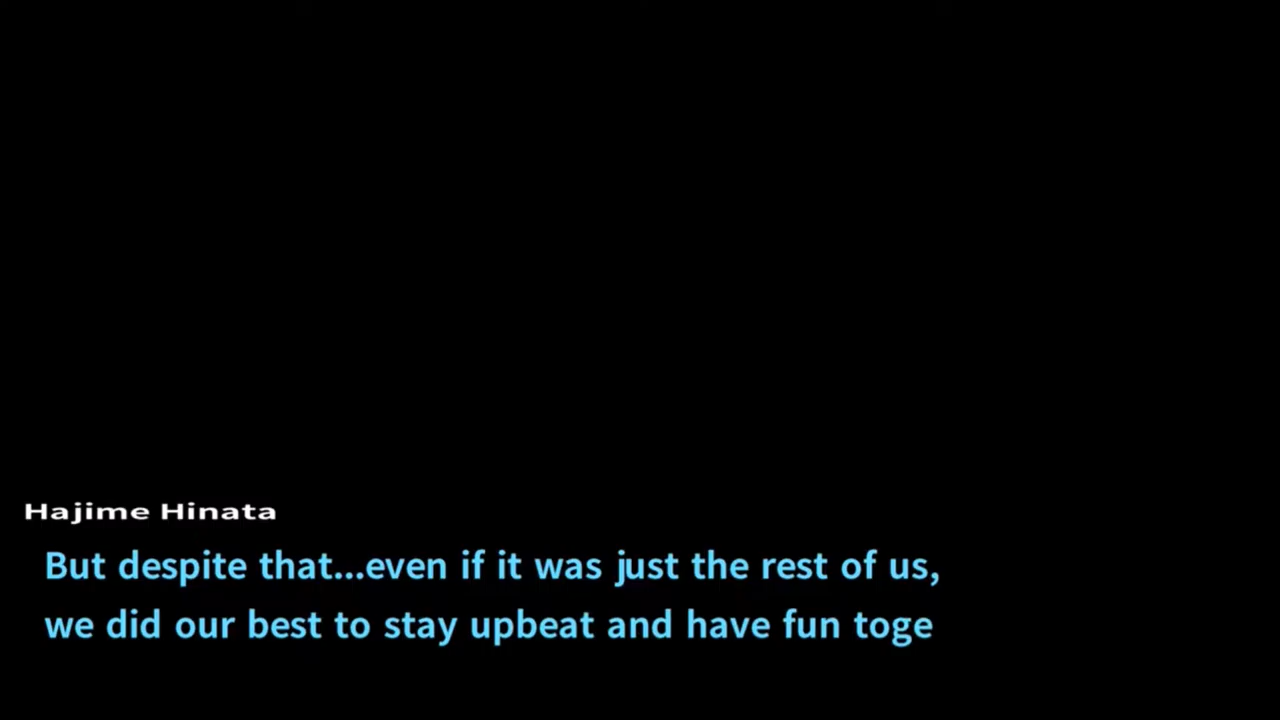 Hajime Hinata
But despite that...even if it was just the rest of us,
we did our best to stay upbeat and have fun toge